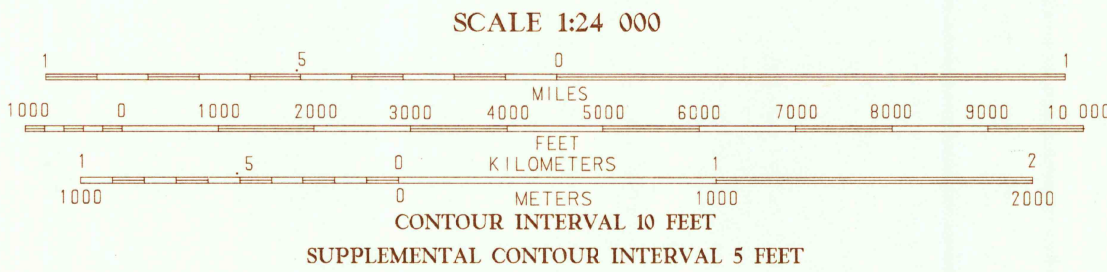 SCALE 1:24 000
1 .5 0 1
MILES
1000 0 1000 2000 3000 4000 5000 6000 7000 8000 9000 10 000
FEET
1 .5 0 KILOMETERS 1 2
1000 0 METERS 1000 2000
CONTOUR INTERVAL 10 FEET
SUPPLEMENTAL CONTOUR INTERVAL 5 FEET